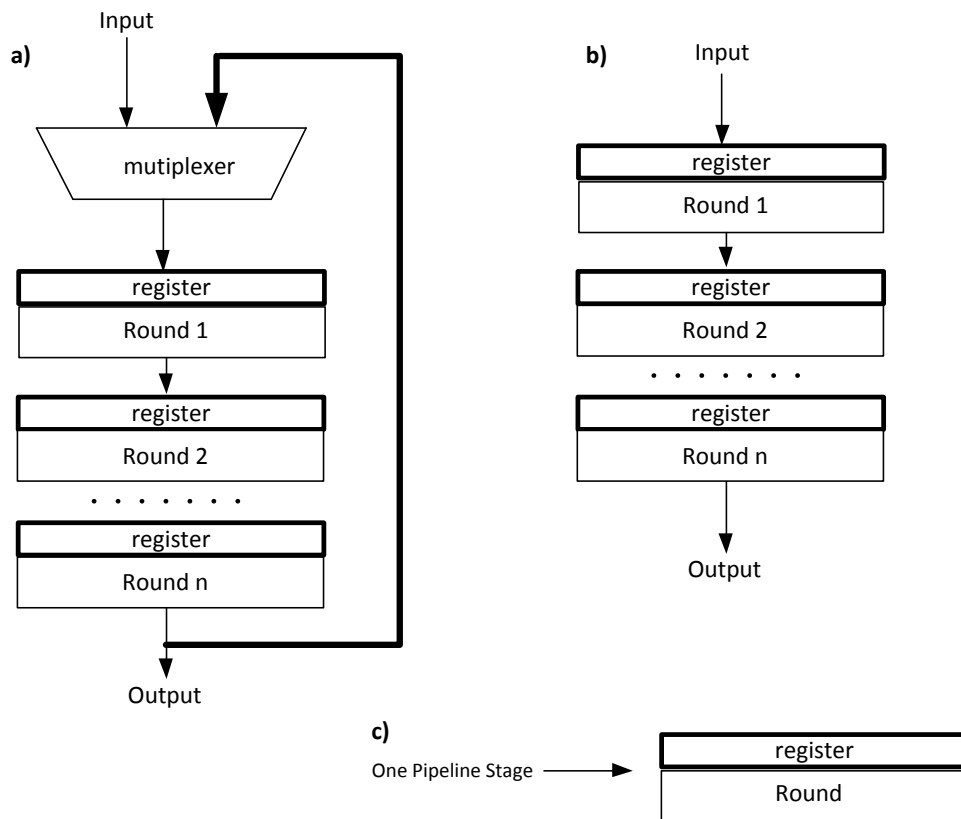 a)
Input
mutiplexer
register
Round 1
register
Round 2
. . . . . . .
register
Round n
Output
b)
Input
register
Round 1
register
Round 2
. . . . . . .
register
Round n
Output
c)
One Pipeline Stage
register
Round